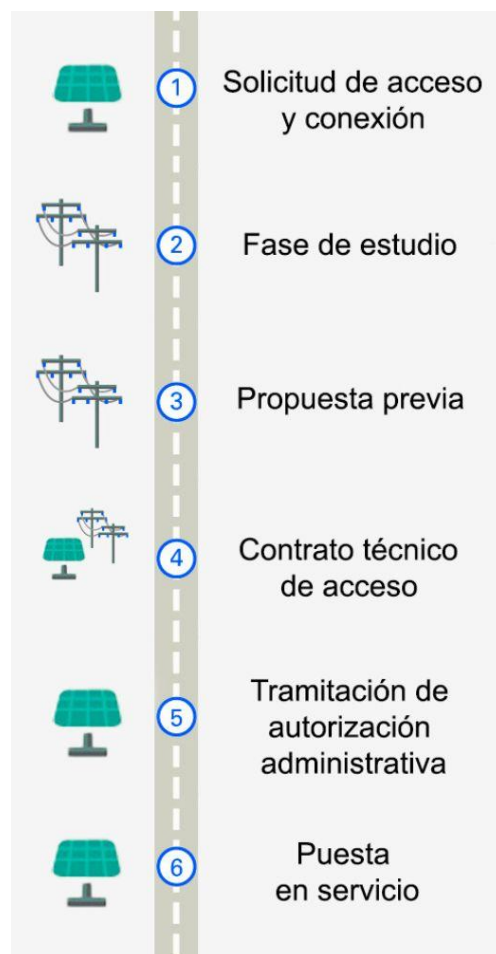 1
Solicitud de acceso
y conexión
2
Fase de estudio
3
Propuesta previa
4
Contrato técnico
de acceso
5
Tramitación de
autorización
administrativa
6
Puesta
en servicio